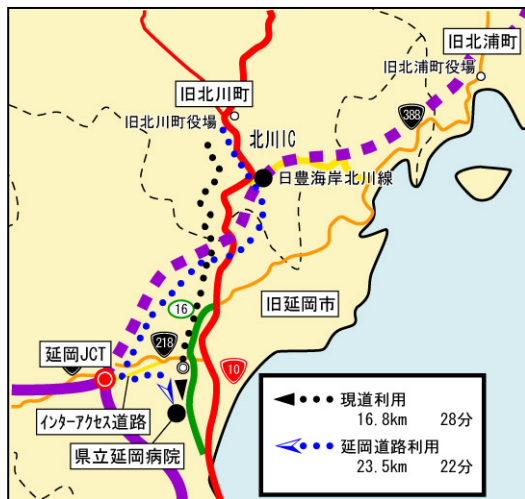 旧北浦町
旧北浦町役場
388
旧北川町
旧北川町役場
北川IC
日豊海岸北川線
16
旧延岡市
218
延岡JCT
10
インターアクセス道路
県立延岡病院
現道利用
16.8km 28分
延岡道路利用
23.5km 22分